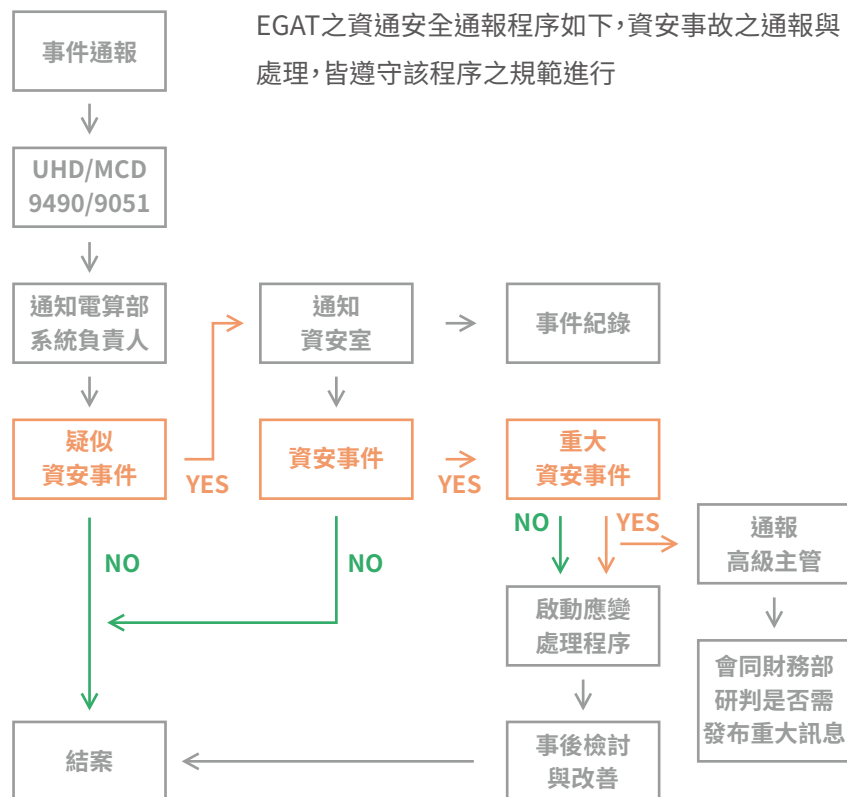 EGAT之資通安全通報程序如下,資安事故之通報與
處理,皆遵守該程序之規範進行
事件通報
UHD/MCD
9490/9051
通知電算部
系統負責人
通知
資安室
事件紀錄
疑似
資安事件
YES
資安事件
YES
重大
資安事件
NO
NO
NO
YES
通報
高級主管
啟動應變
處理程序
會同財務部
研判是否需
發布重大訊息
結案
事後檢討
與改善